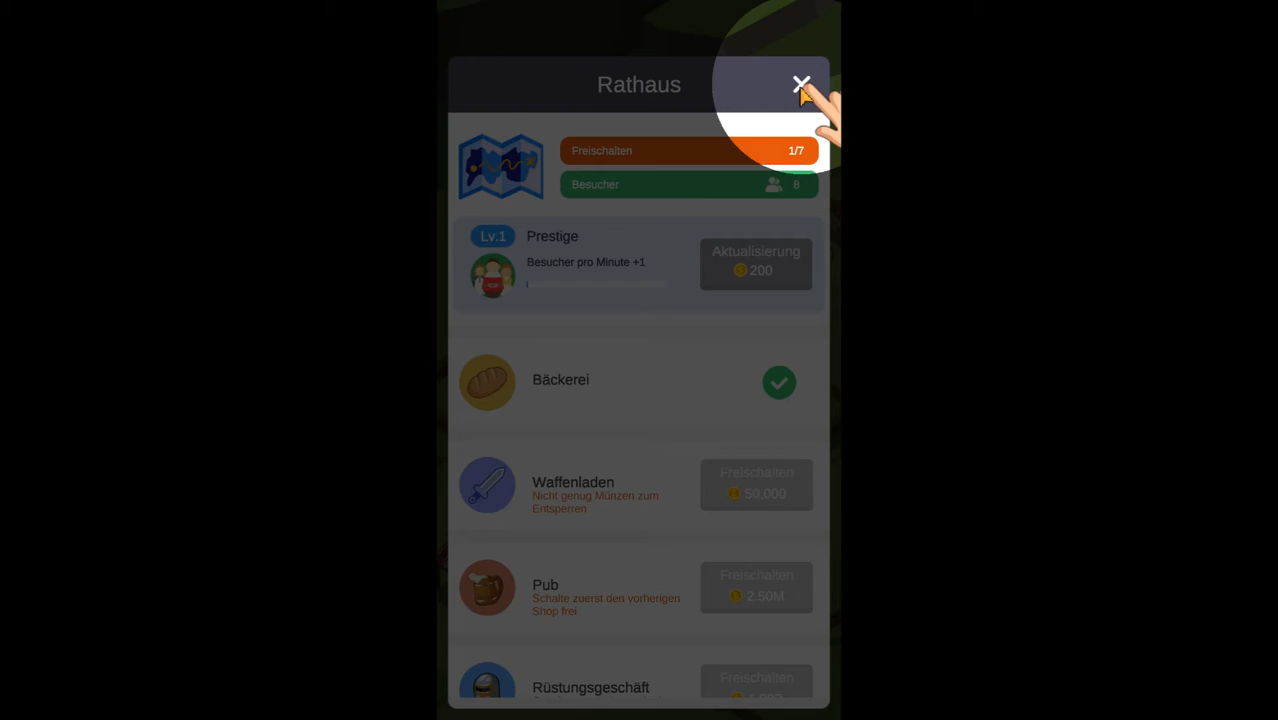 Rathaus
Freischalten 1/7
Besucher 8
Lv.1 Prestige
Besucher pro Minute +1
Aktualisierung
200
Bäckerei
Waffenladen
Nicht genug Münzen zum
Entsperren
Freischalten
50,000
Pub
Schalte zuerst den vorherigen
Shop frei
Freischalten
2.50M
Rüstungsgeschäft
Freischalten